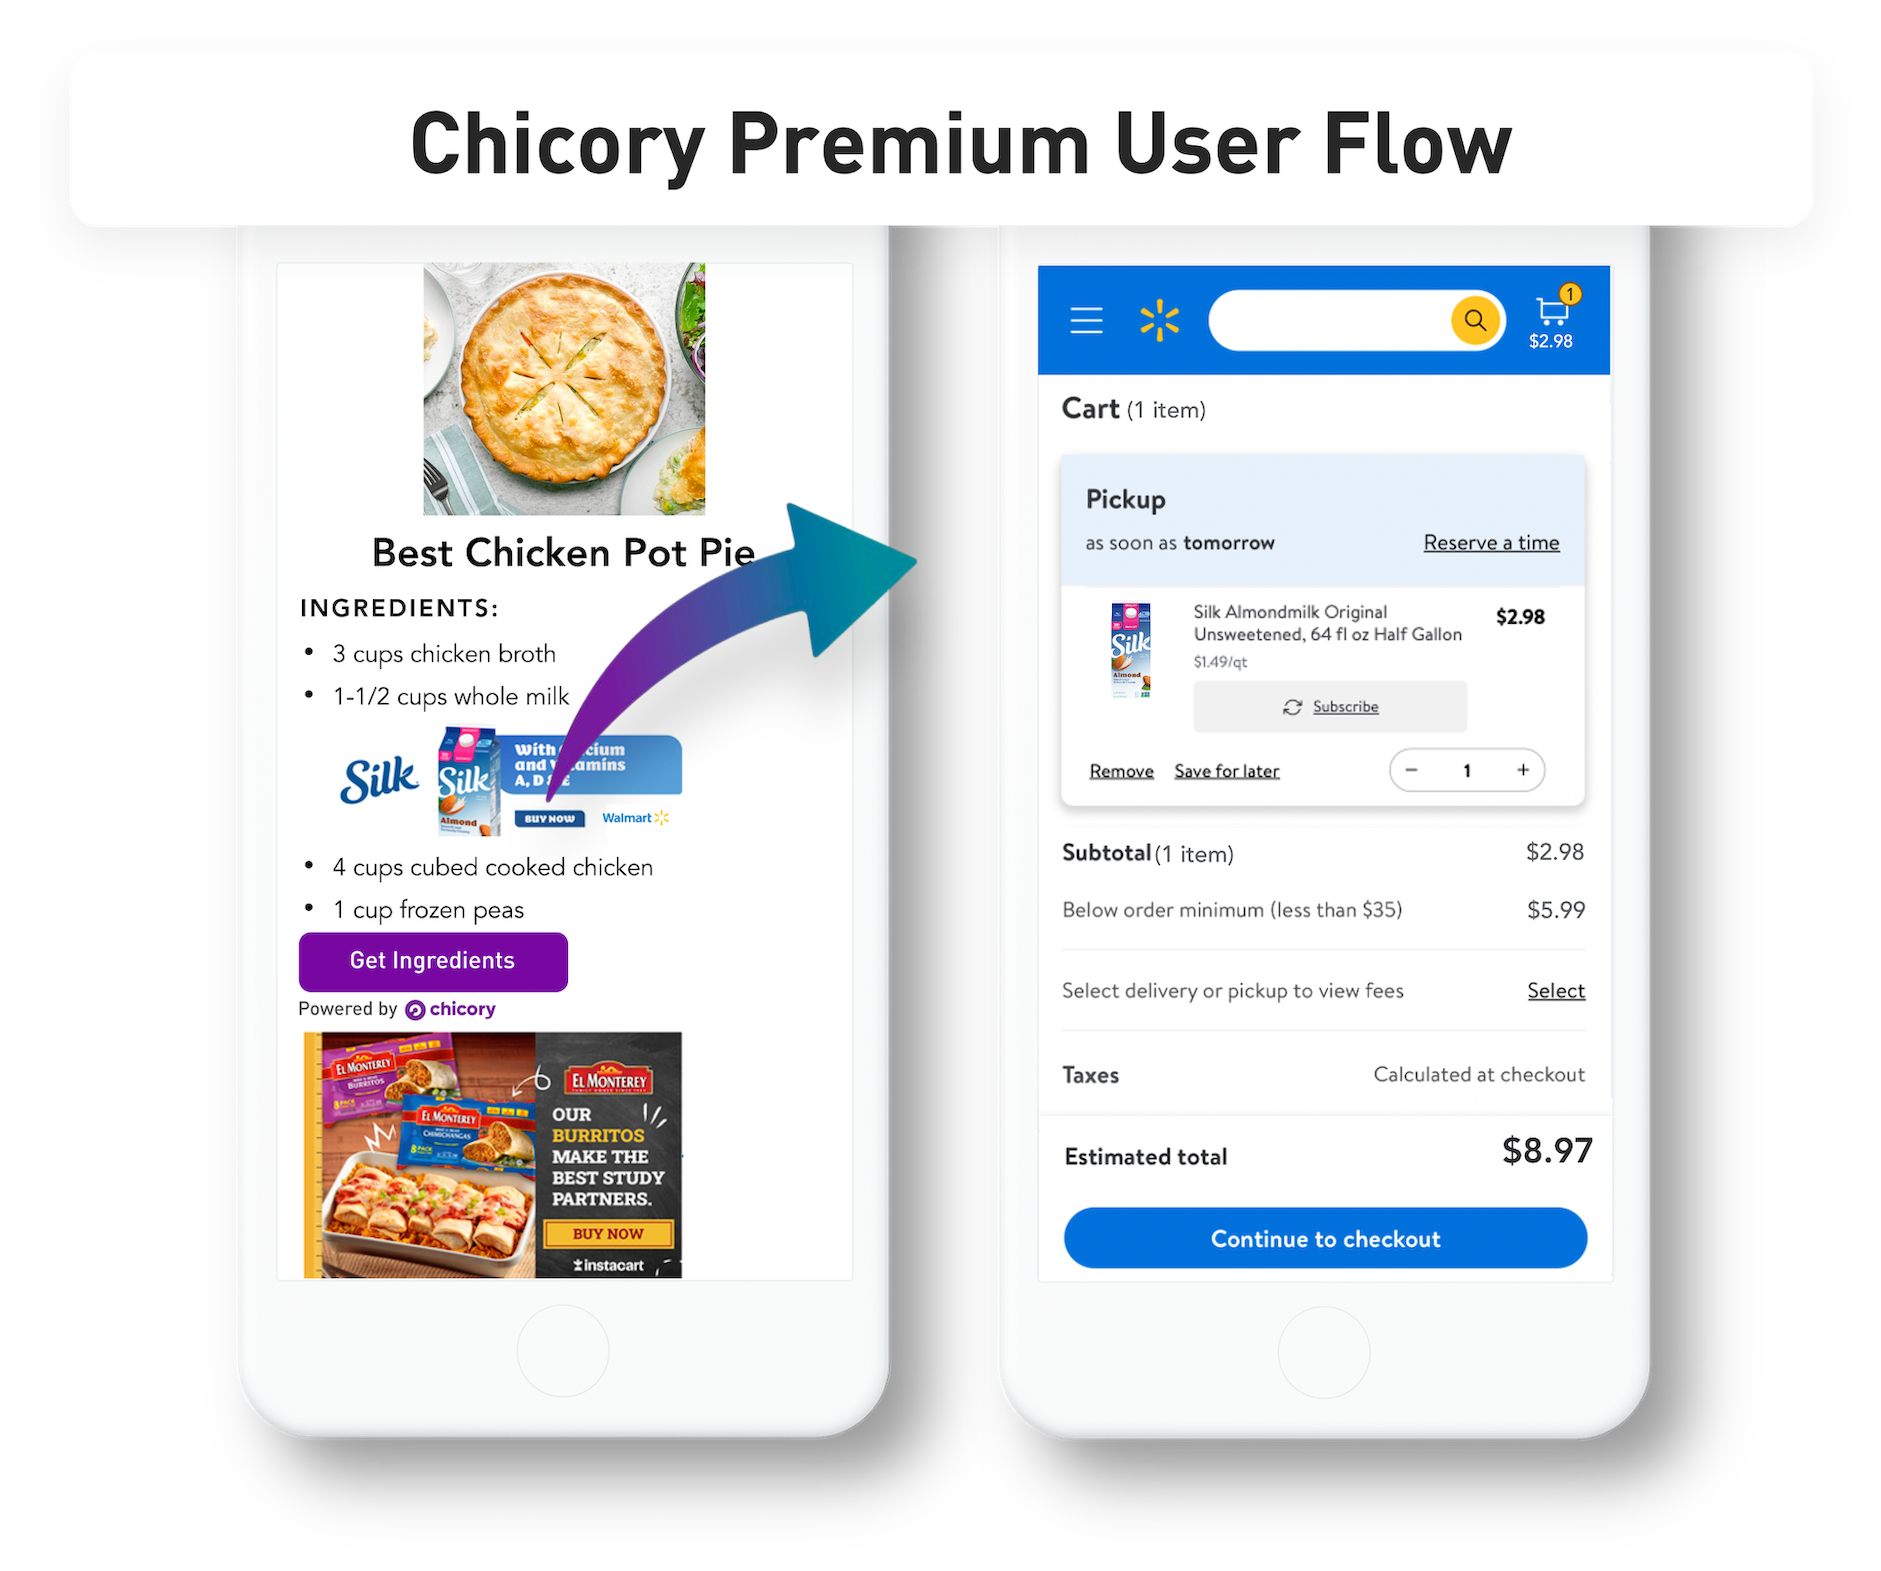 Chicory Premium User Flow
Best Chicken Pot Pie
INGREDIENTS:
• 3 cups chicken broth
• 1-1/2 cups whole milk
Silk
Silk
Almond
With
cium
and V
amins
A, D
E
BUY NOW
Walmart
• 4 cups cubed cooked chicken
• 1 cup frozen peas
Get Ingredients
Powered by chicory
EL MONTEREY
BURRITOS
8 PACK
EL MONTEREY
CHIMICHANGAS
8 PACK
EL MONTEREY
OUR
BURRITOS
MAKE THE
BEST STUDY
PARTNERS.
BUY NOW
instacart
1
$2.98
Cart (1 item)
Pickup
as soon as tomorrow
Reserve a time
Silk
Almond
Silk Almondmilk Original
Unsweetened, 64 fl oz Half Gallon
$2.98
$1.49/qt
Subscribe
Remove Save for later
− 1 +
Subtotal (1 item) $2.98
Below order minimum (less than $35) $5.99
Select delivery or pickup to view fees Select
Taxes Calculated at checkout
Estimated total $8.97
Continue to checkout